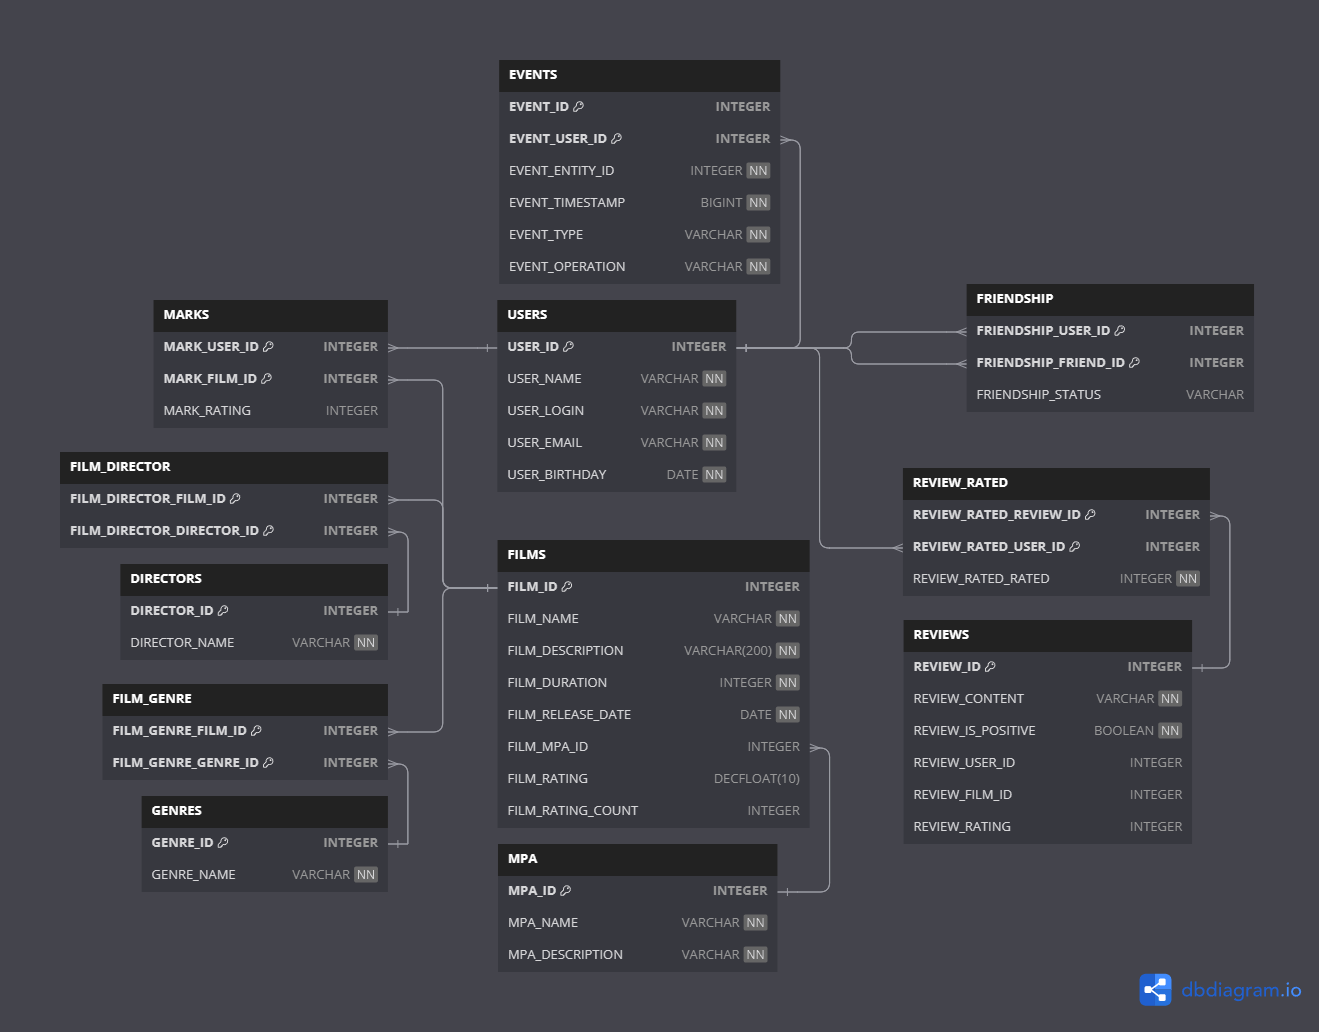 EVENTS
EVENT_ID INTEGER
EVENT_USER_ID INTEGER
EVENT_ENTITY_ID INTEGER NN
EVENT_TIMESTAMP BIGINT NN
EVENT_TYPE VARCHAR NN
EVENT_OPERATION VARCHAR NN
MARKS
MARK_USER_ID INTEGER
MARK_FILM_ID INTEGER
MARK_RATING INTEGER
USERS
USER_ID INTEGER
USER_NAME VARCHAR NN
USER_LOGIN VARCHAR NN
USER_EMAIL VARCHAR NN
USER_BIRTHDAY DATE NN
FRIENDSHIP
FRIENDSHIP_USER_ID INTEGER
FRIENDSHIP_FRIEND_ID INTEGER
FRIENDSHIP_STATUS VARCHAR
FILM_DIRECTOR
FILM_DIRECTOR_FILM_ID INTEGER
FILM_DIRECTOR_DIRECTOR_ID INTEGER
DIRECTORS
DIRECTOR_ID INTEGER
DIRECTOR_NAME VARCHAR NN
FILM_GENRE
FILM_GENRE_FILM_ID INTEGER
FILM_GENRE_GENRE_ID INTEGER
GENRES
GENRE_ID INTEGER
GENRE_NAME VARCHAR NN
FILMS
FILM_ID INTEGER
FILM_NAME VARCHAR NN
FILM_DESCRIPTION VARCHAR(200) NN
FILM_DURATION INTEGER NN
FILM_RELEASE_DATE DATE NN
FILM_MPA_ID INTEGER
FILM_RATING DECFLOAT(10)
FILM_RATING_COUNT INTEGER
MPA
MPA_ID INTEGER
MPA_NAME VARCHAR NN
MPA_DESCRIPTION VARCHAR NN
REVIEW_RATED
REVIEW_RATED_REVIEW_ID INTEGER
REVIEW_RATED_USER_ID INTEGER
REVIEW_RATED_RATED INTEGER NN
REVIEWS
REVIEW_ID INTEGER
REVIEW_CONTENT VARCHAR NN
REVIEW_IS_POSITIVE BOOLEAN NN
REVIEW_USER_ID INTEGER
REVIEW_FILM_ID INTEGER
REVIEW_RATING INTEGER
dbdiagram.io